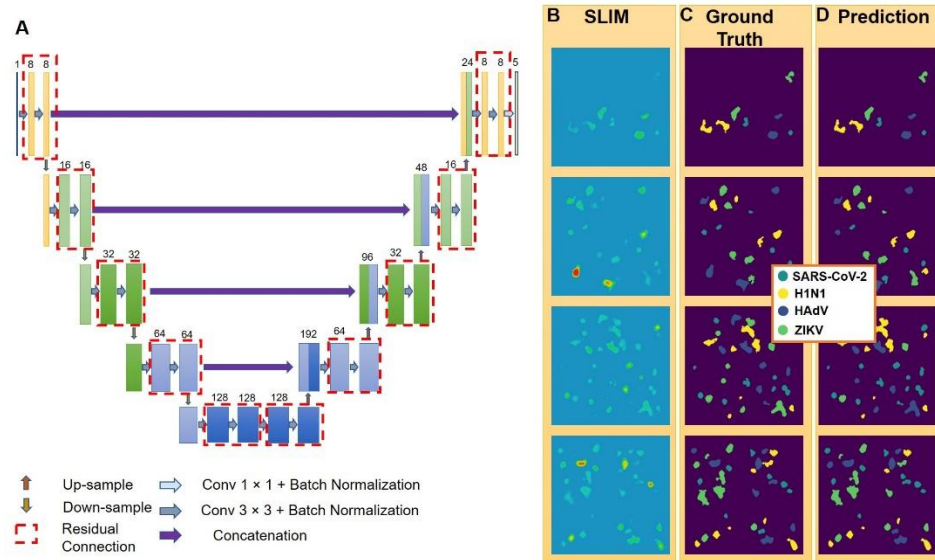 A
1 8 8
24 8 8 5
16 16
48 16
32 32
96 32
64 64
192 64
128 128 128
Up-sample
Down-sample
Residual
Connection
Conv 1 × 1 + Batch Normalization
Conv 3 × 3 + Batch Normalization
Concatenation
B SLIM
C Ground
Truth
D Prediction
SARS-CoV-2
H1N1
HAdV
ZIKV